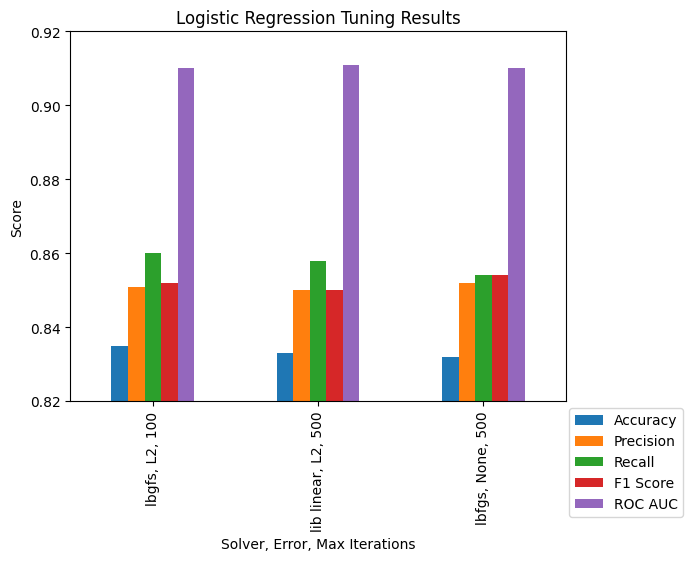 Logistic Regression Tuning Results
0.92
0.90
0.88
0.86
0.84
0.82
Score
lbgfs, L2, 100
lib linear, L2, 500
lbfgs, None, 500
Solver, Error, Max Iterations
Accuracy
Precision
Recall
F1 Score
ROC AUC